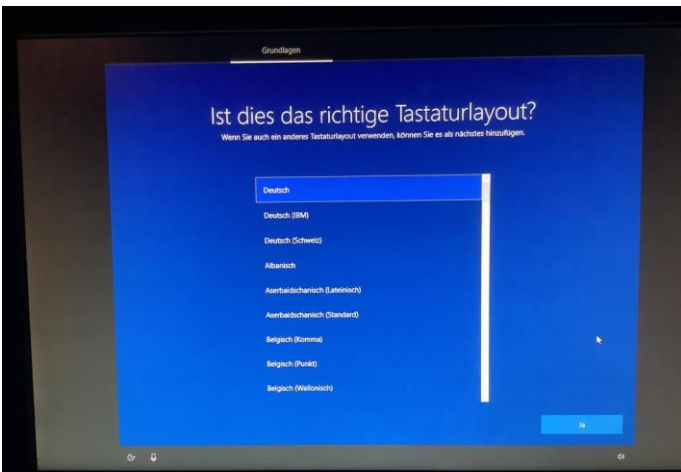 Grundlagen
Ist dies das richtige Tastaturlayout?
Wenn Sie auch ein anderes Tastaturlayout verwenden, können Sie es als nächstes hinzufügen.
Deutsch
Deutsch (IBM)
Deutsch (Schweiz)
Albanisch
Aserbaidschanisch (Lateinisch)
Aserbaidschanisch (Standard)
Belgisch (Komma)
Belgisch (Punkt)
Belgisch (Wallonisch)
Ja